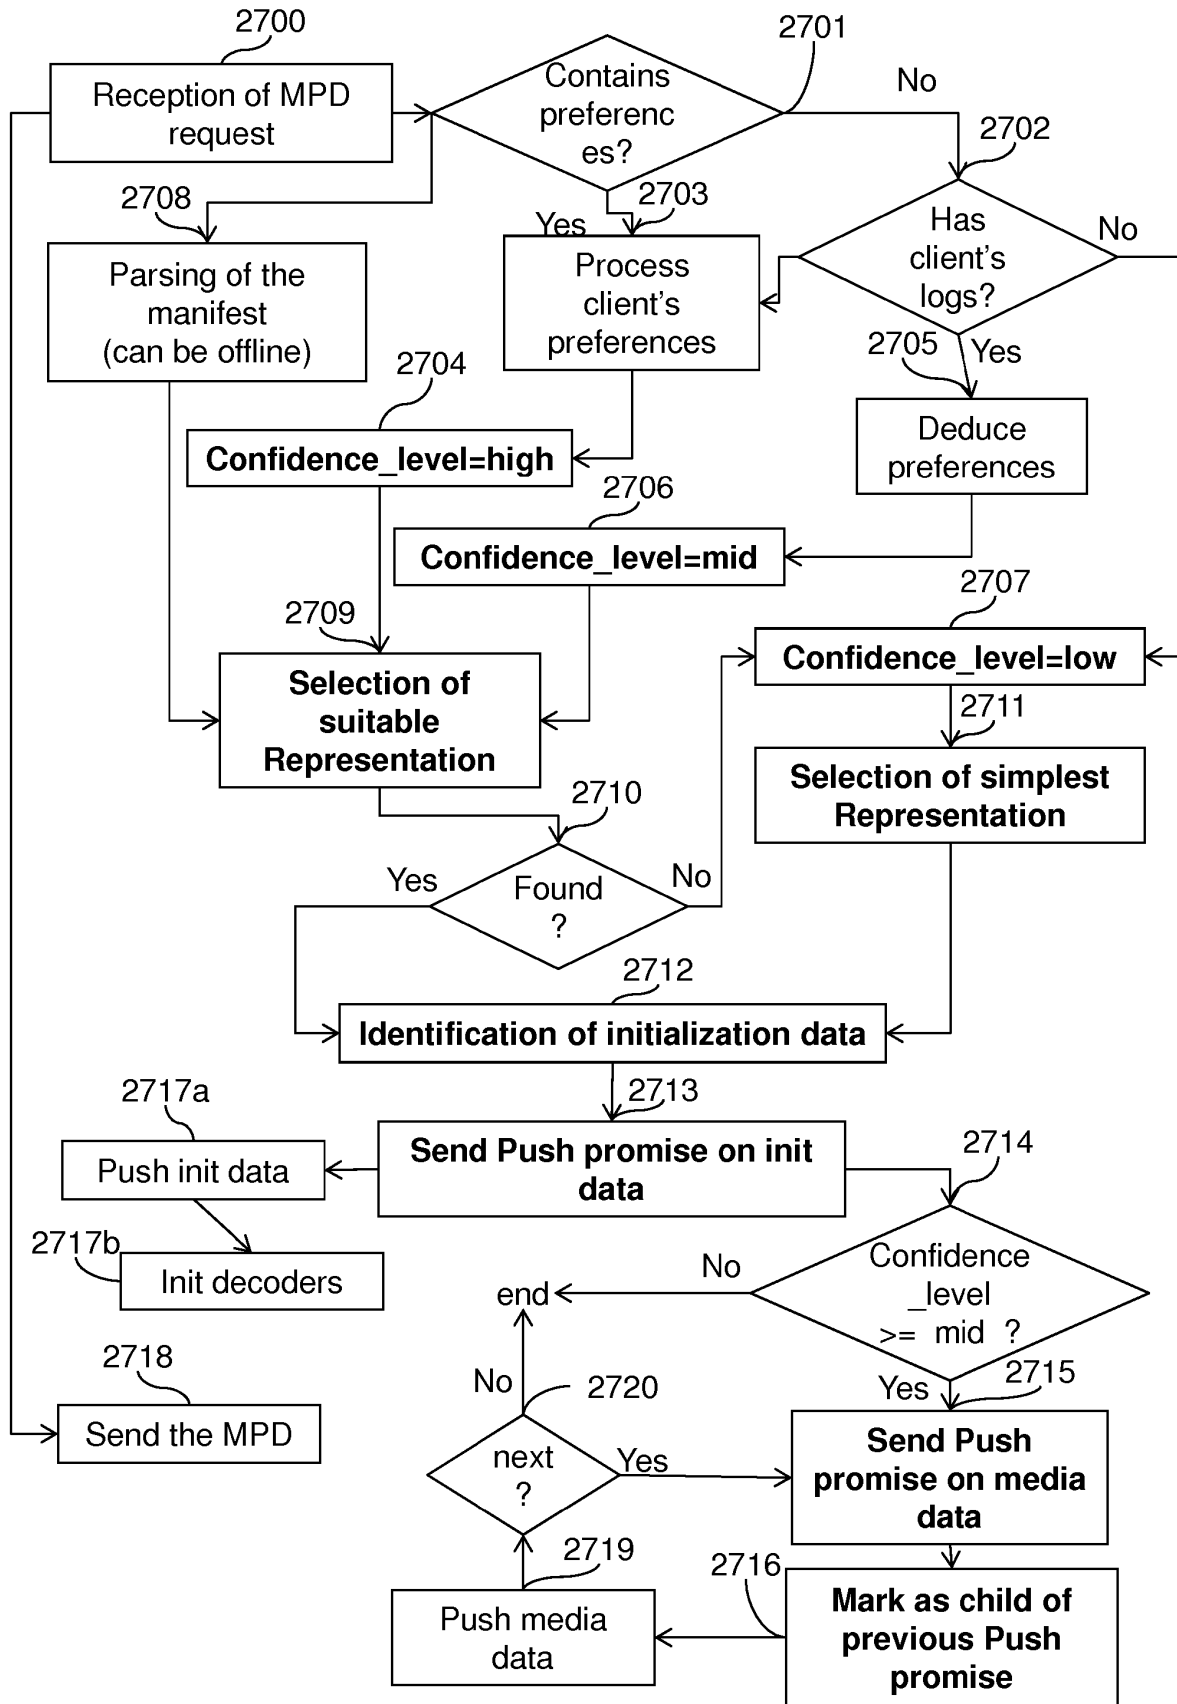 2700
2701
Reception of MPD
request
Contains
preferenc
es?
No
2702
2708
2703
Yes
Has
client's
logs?
No
Parsing of the
manifest
(can be offline)
Process
client's
preferences
2705
Yes
2704
Deduce
preferences
Confidence_level=high
2706
Confidence_level=mid
2707
2709
Confidence_level=low
Selection of
suitable
Representation
2711
Selection of simplest
Representation
2710
Yes
Found
?
No
2712
Identification of initialization data
2713
2717a
Send Push promise on init
data
2714
Push init data
2717b
Init decoders
Confidence
_level
>= mid ?
No
end
2718
No
2720
Yes
2715
Send the MPD
next
?
Yes
Send Push
promise on media
data
2719
2716
Push media
data
Mark as child of
previous Push
promise